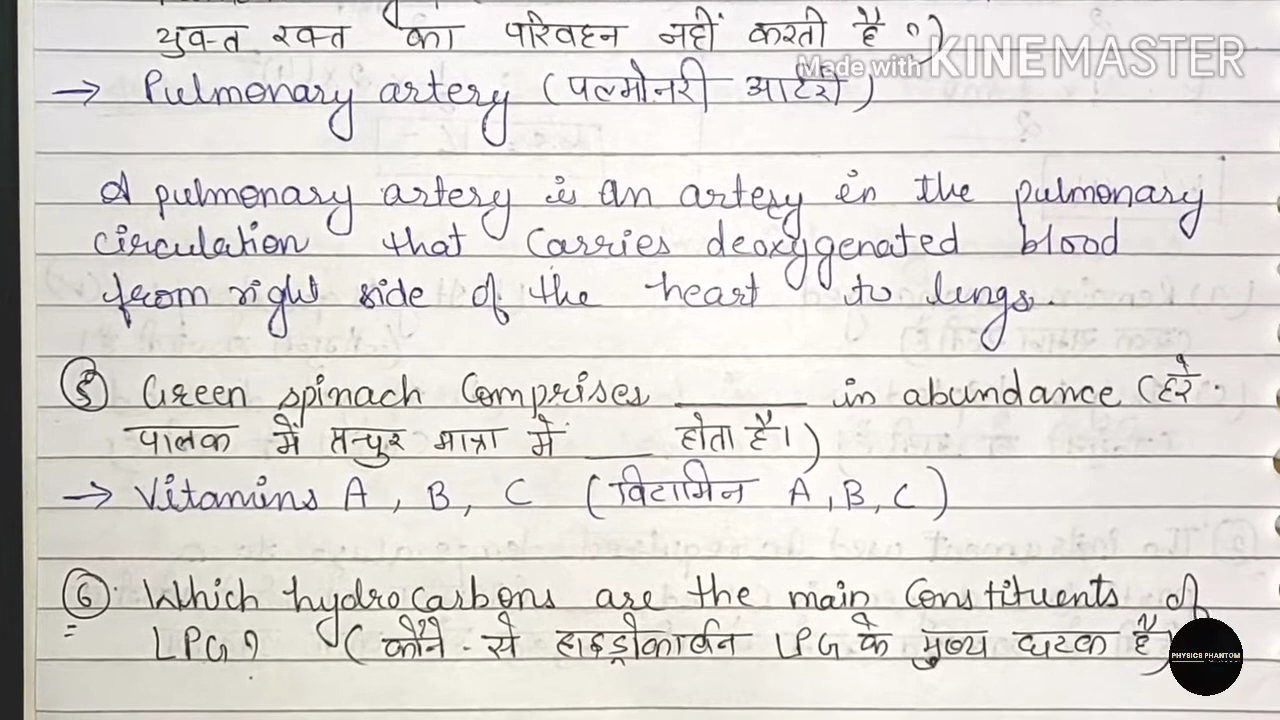 युक्त रक्त का परिवहन नहीं करती है ?)
Made with KINEMASTER
→ Pulmonary artery (पल्मोनरी आर्टरी)
A pulmonary artery is an artery in the pulmonary
circulation that carries deoxygenated blood
from right side of the heart to lungs.
⑤ Green spinach Comprises ______ in abundance (हरे
पालक में प्रचुर मात्रा में ___ होता है।)
→ Vitamins A, B, C (विटामिन A, B, C)
⑥ Which hydrocarbons are the main Constituents of
LPG? (कौन-से हाइड्रोकार्बन LPG के मुख्य घटक है)
PHYSICS PHANTOM